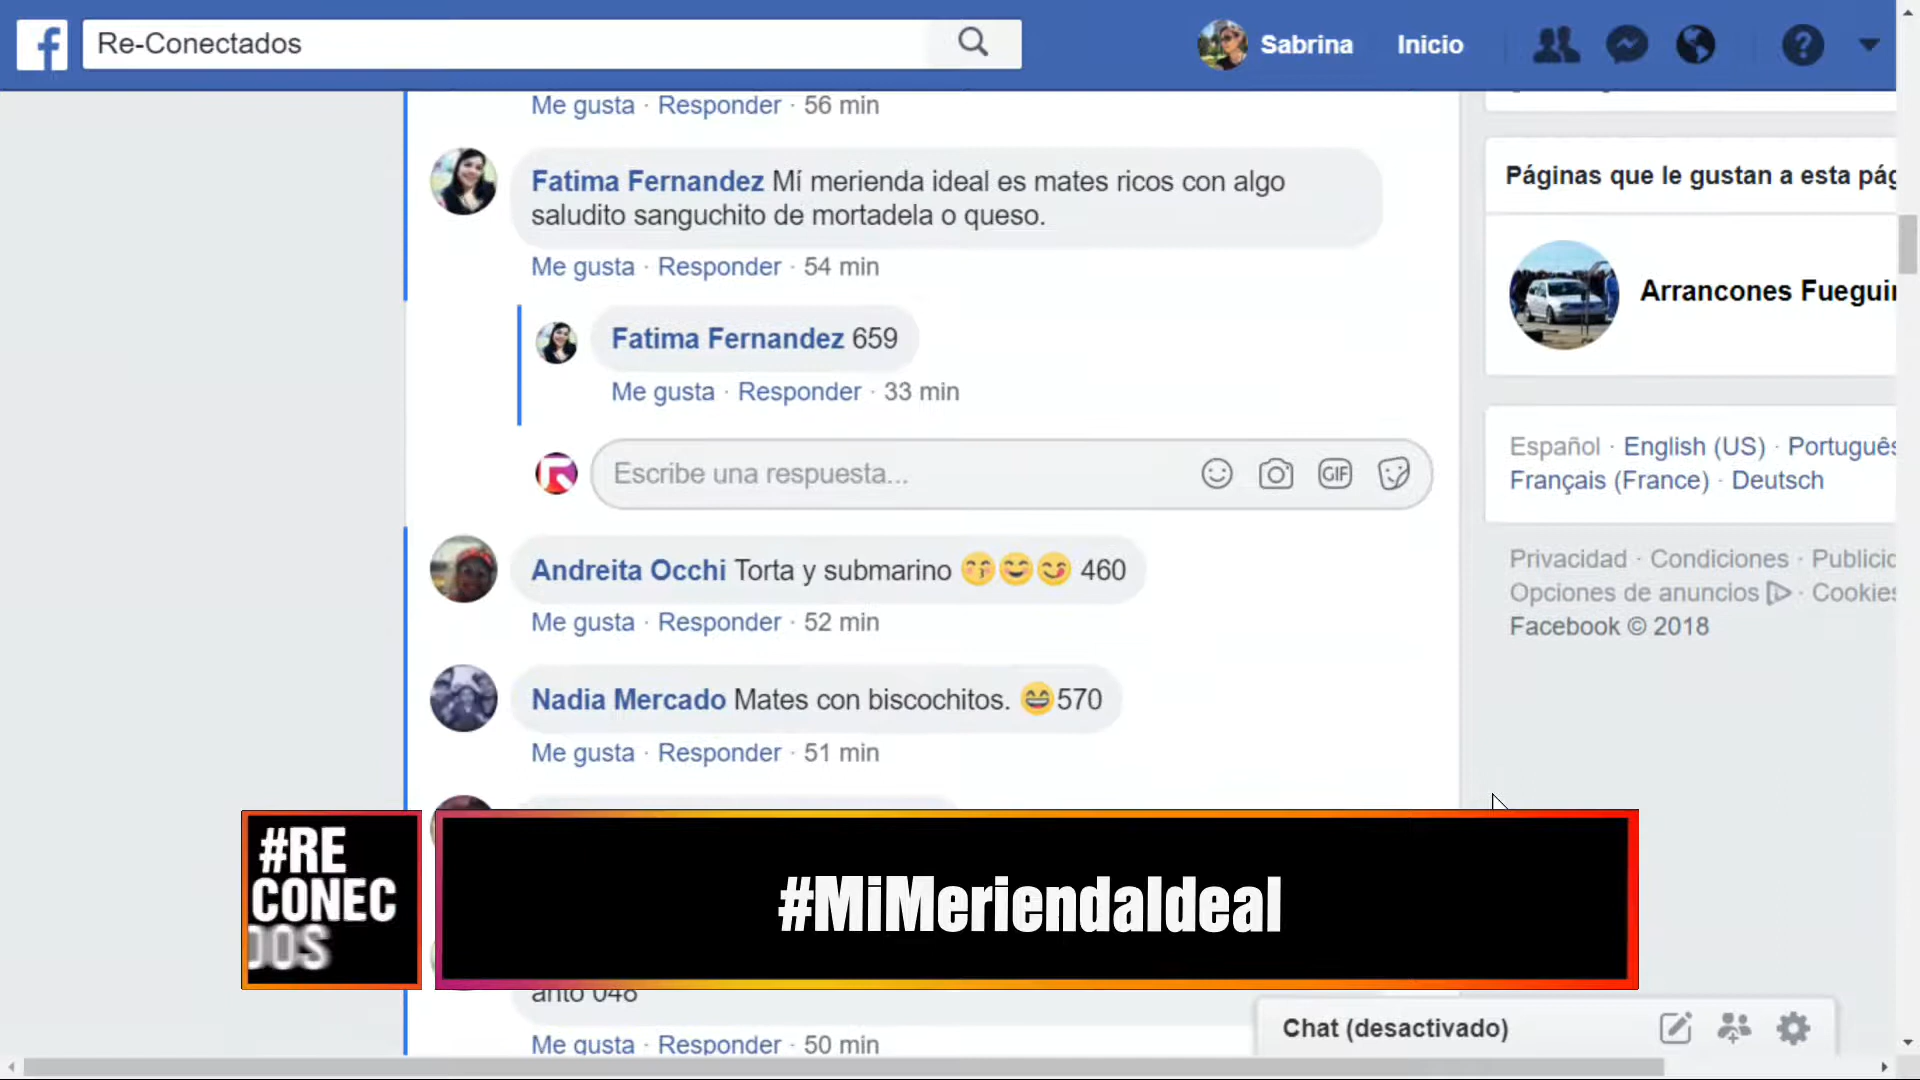 Re-Conectados
Sabrina
Inicio
Me gusta · Responder · 56 min
Fatima Fernandez Mí merienda ideal es mates ricos con algo
saludito sanguchito de mortadela o queso.
Me gusta · Responder · 54 min
Fatima Fernandez 659
Me gusta · Responder · 33 min
Escribe una respuesta...
GIF
Andreita Occhi Torta y submarino 😙😊😋 460
Me gusta · Responder · 52 min
Nadia Mercado Mates con biscochitos. 😄570
Me gusta · Responder · 51 min
anto 048
Me gusta · Responder · 50 min
Páginas que le gustan a esta pág
Arrancones Fueguin
Español · English (US) · Português
Français (France) · Deutsch
Privacidad · Condiciones · Publicid
Opciones de anuncios · Cookies
Facebook © 2018
#RE
CONEC
DOS
#MiMeriendaIdeal
Chat (desactivado)